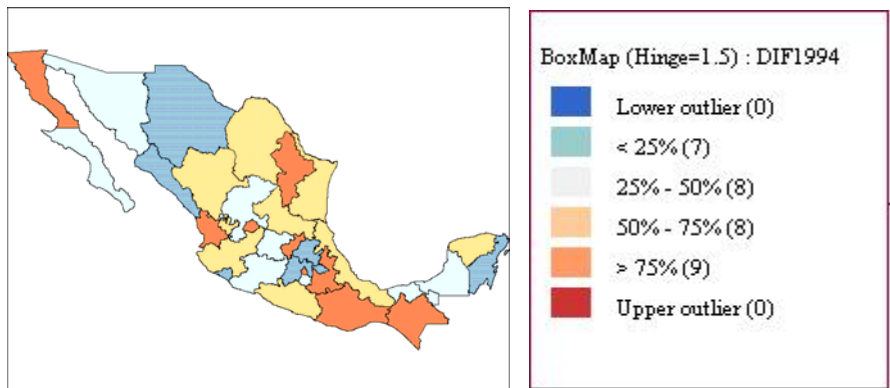 BoxMap (Hinge=1.5) : DIF1994
Lower outlier (0)
< 25% (7)
25% - 50% (8)
50% - 75% (8)
> 75% (9)
Upper outlier (0)